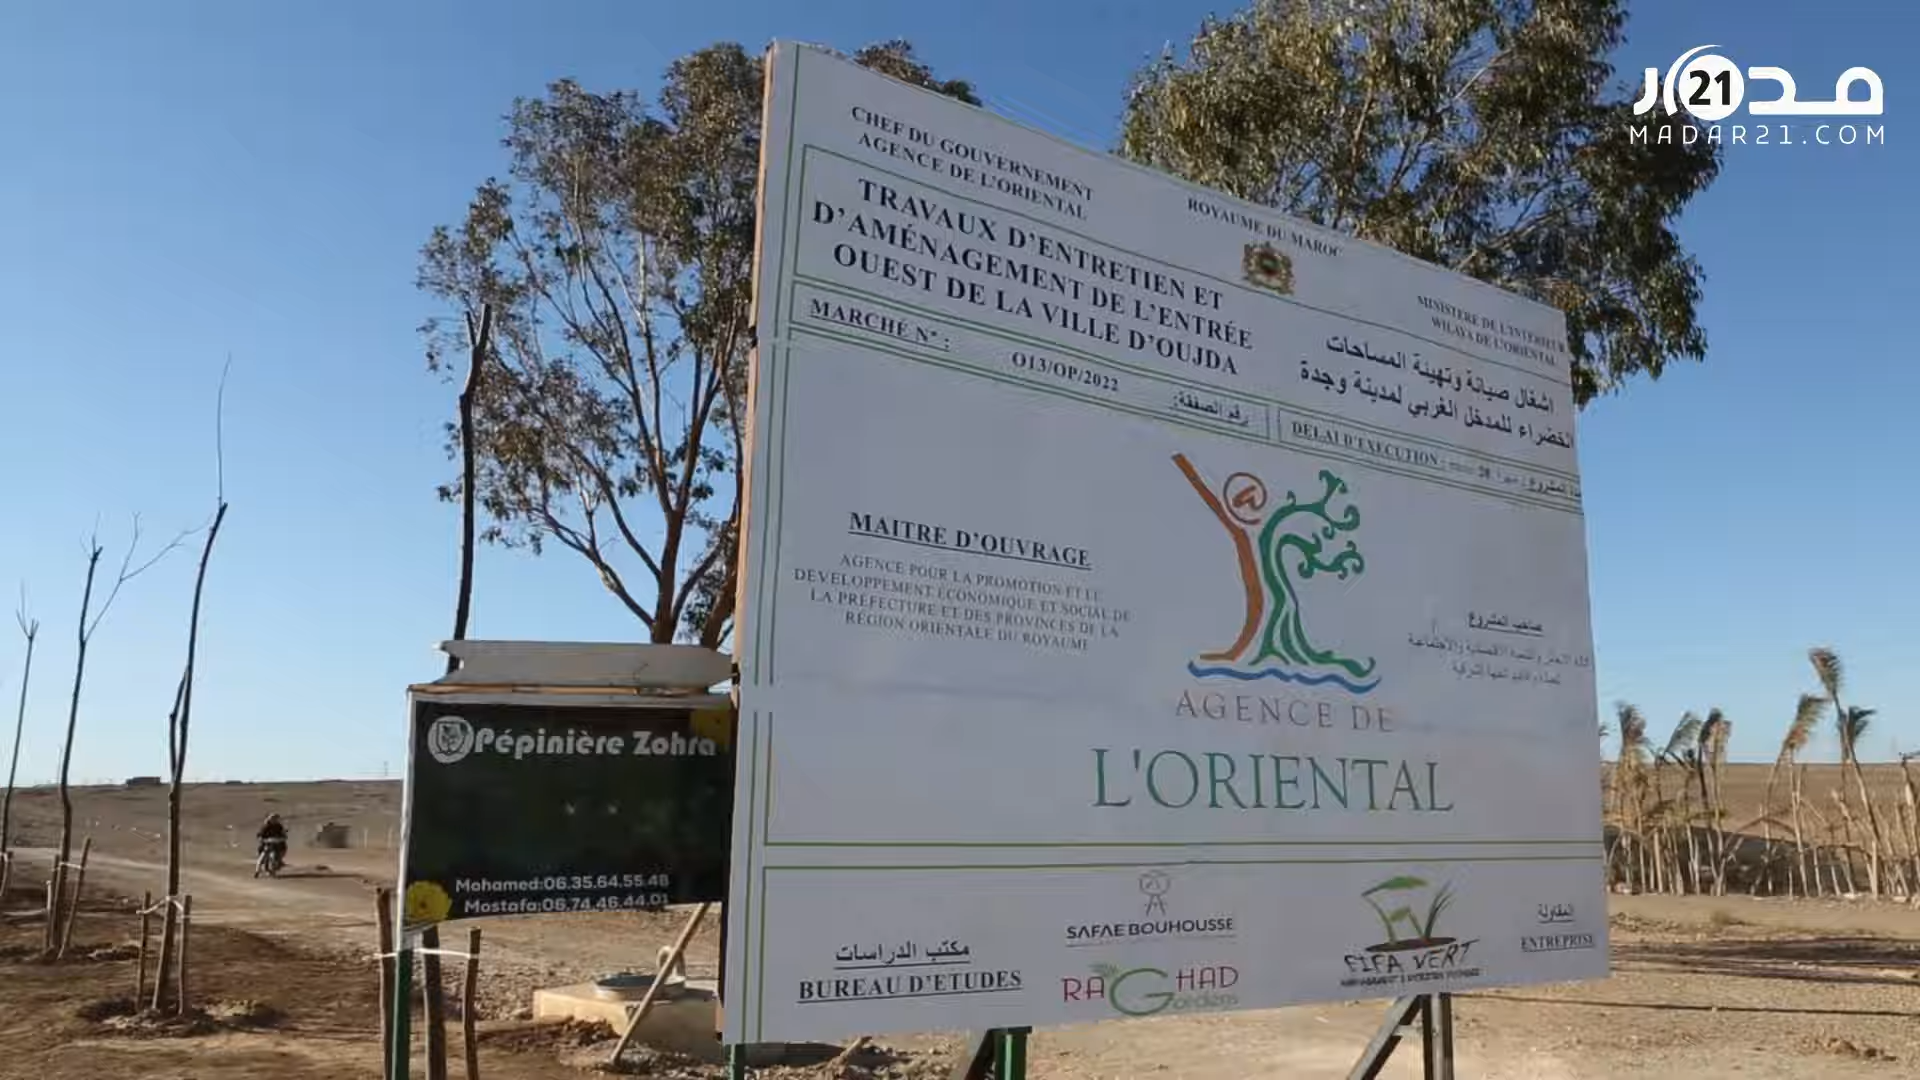 مدار 21
MADAR21.COM
CHEF DU GOUVERNEMENT
AGENCE DE L'ORIENTAL
ROYAUME DU MAROC
MINISTERE DE L'INTERIEUR
WILAYA DE L'ORIENTAL
TRAVAUX D'ENTRETIEN ET
D'AMÉNAGEMENT DE L'ENTRÉE
OUEST DE LA VILLE D'OUJDA
اشغال صيانة وتهيئة المساحات
الخضراء للمدخل الغربي لمدينة وجدة
MARCHÉ N° :
O13/OP/2022
رقم الصفقة:
DELAI D'EXECUTION :
MAITRE D'OUVRAGE
AGENCE POUR LA PROMOTION ET LE
DEVELOPPEMENT ÉCONOMIQUE ET SOCIAL DE
LA PRÉFECTURE ET DES PROVINCES DE LA
RÉGION ORIENTALE DU ROYAUME
صاحب المشروع
@
AGENCE DE
L'ORIENTAL
مكتب الدراسات
BUREAU D'ETUDES
SAFAE BOUHOUSSE
RAGHAD
Gardens
FIFA VERT
المقاولة
ENTREPRISE
Pépinière Zohra
Mohamed:06.35.64.55.48
Mostafa:06.74.46.44.01